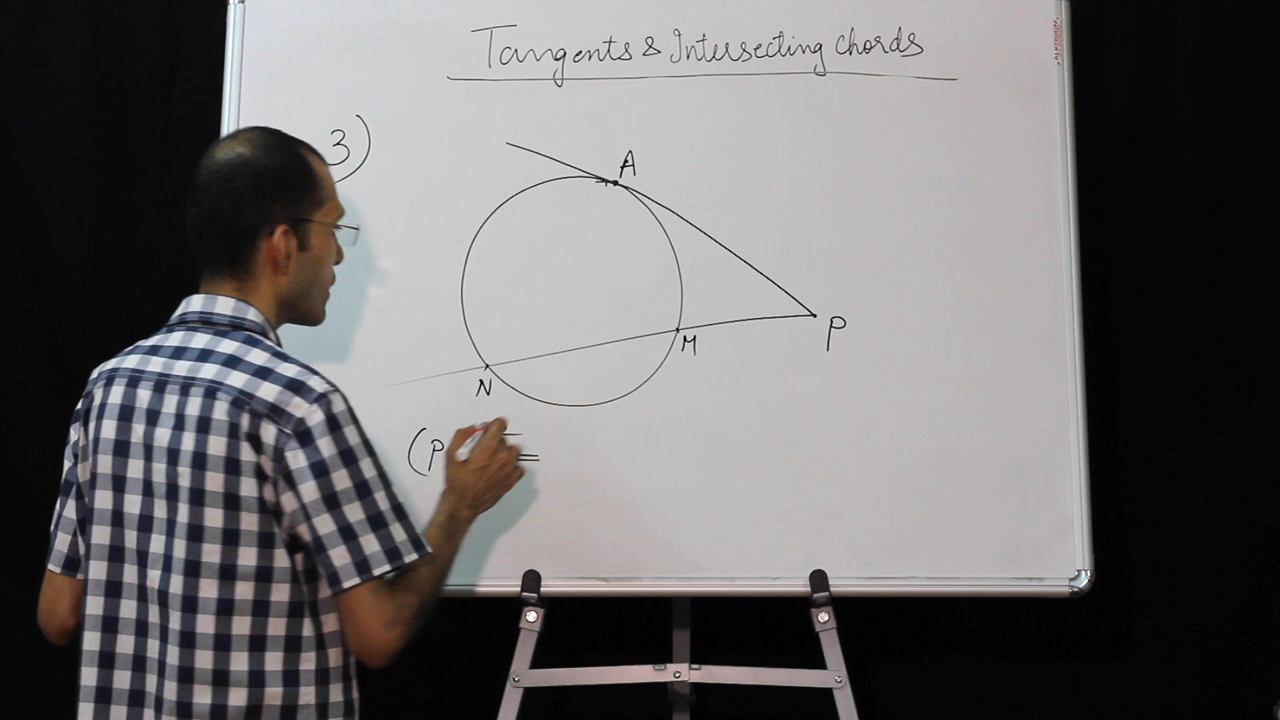 Tangents & Intersecting Chords
3)
A
P
M
N
(P =